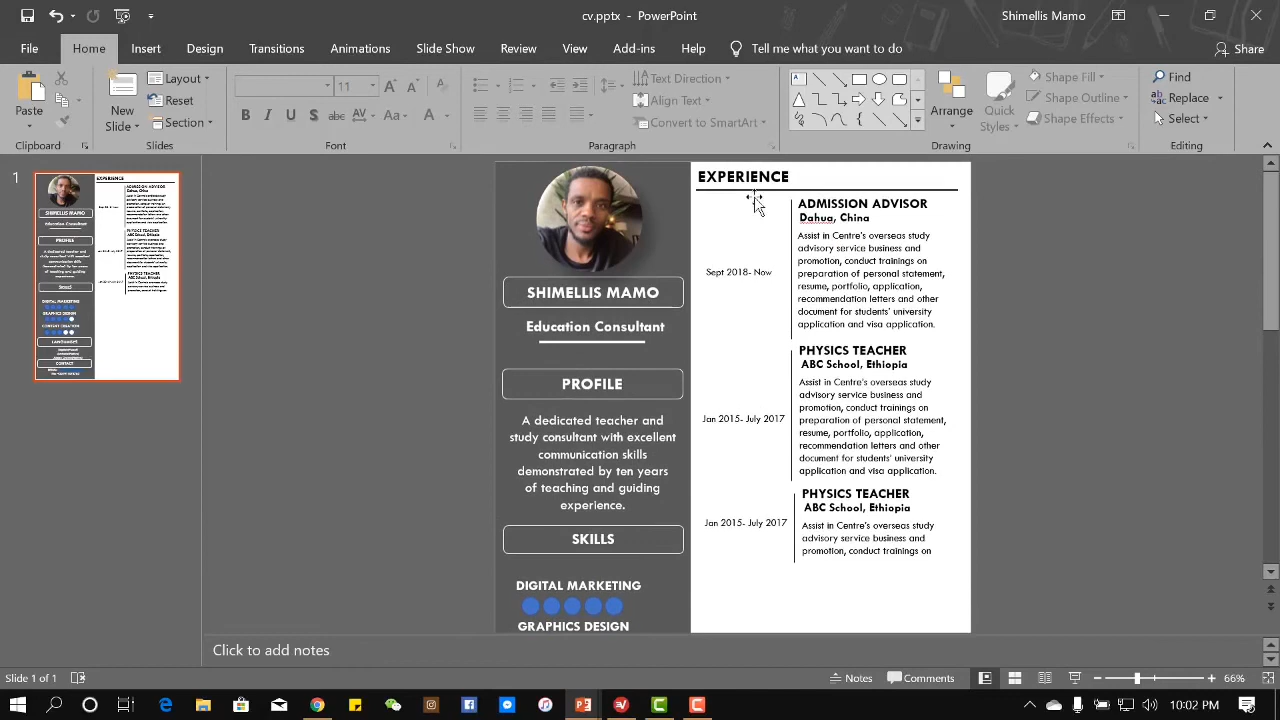 cv.pptx - PowerPoint
Shimellis Mamo
File Home Insert Design Transitions Animations Slide Show Review View Add-ins Help Tell me what you want to do Share
Paste
New Slide
Layout
Reset
Section
11
B I U S abc AV Aa A
Text Direction
Align Text
Convert to SmartArt
Arrange
Quick Styles
Shape Fill
Shape Outline
Shape Effects
Find
Replace
Select
Clipboard Slides Font Paragraph Drawing Editing
1
SHIMELLIS MAMO
Education Consultant
PROFILE
A dedicated teacher and
study consultant with excellent
communication skills
demonstrated by ten years
of teaching and guiding
experience.
SKILLS
DIGITAL MARKETING
GRAPHICS DESIGN
EXPERIENCE
ADMISSION ADVISOR
Dahua, China
Sept 2018- Now
Assist in Centre's overseas study
advisory service business and
promotion, conduct trainings on
preparation of personal statement,
resume, portfolio, application,
recommendation letters and other
document for students' university
application and visa application.
PHYSICS TEACHER
ABC School, Ethiopia
Jan 2015- July 2017
Assist in Centre's overseas study
advisory service business and
promotion, conduct trainings on
preparation of personal statement,
resume, portfolio, application,
recommendation letters and other
document for students' university
application and visa application.
PHYSICS TEACHER
ABC School, Ethiopia
Jan 2015- July 2017
Assist in Centre's overseas study
advisory service business and
promotion, conduct trainings on
Click to add notes
Slide 1 of 1
Notes
Comments
66%
10:02 PM